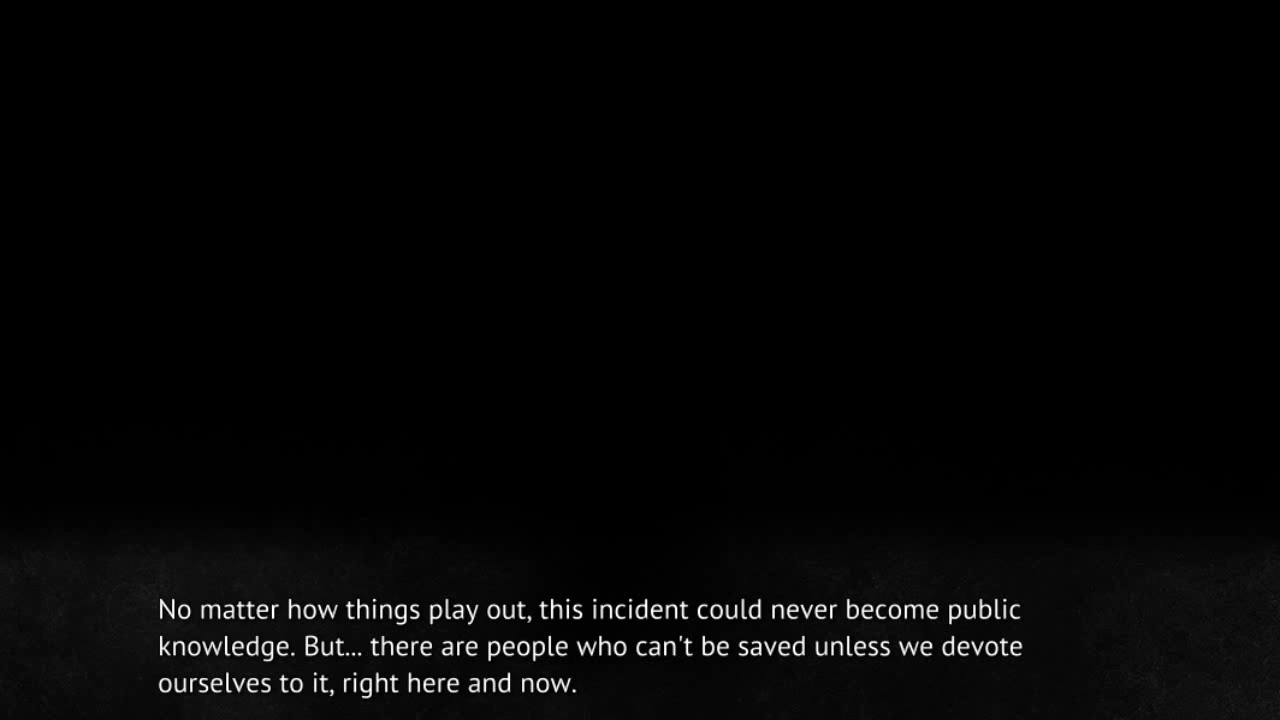 No matter how things play out, this incident could never become public
knowledge. But... there are people who can't be saved unless we devote
ourselves to it, right here and now.